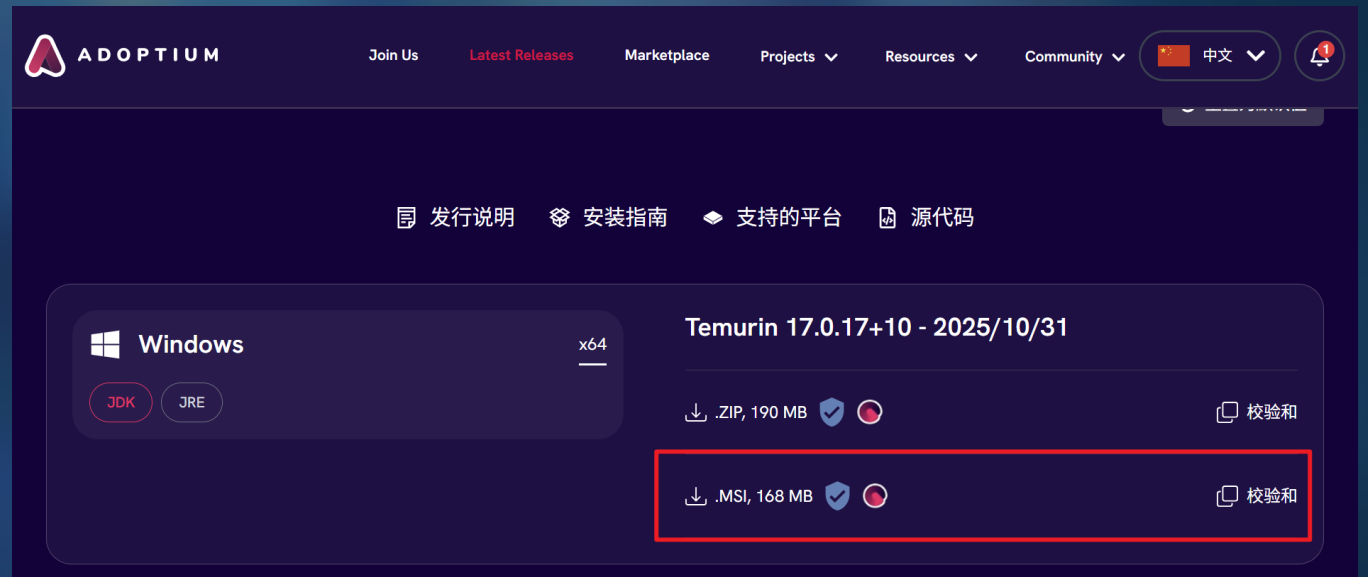 ADOPTIUM Join Us Latest Releases Marketplace Projects Resources Community 中文 1
发行说明 安装指南 支持的平台 源代码
Windows x64
JDK JRE
Temurin 17.0.17+10 - 2025/10/31
.ZIP, 190 MB 校验和
.MSI, 168 MB 校验和